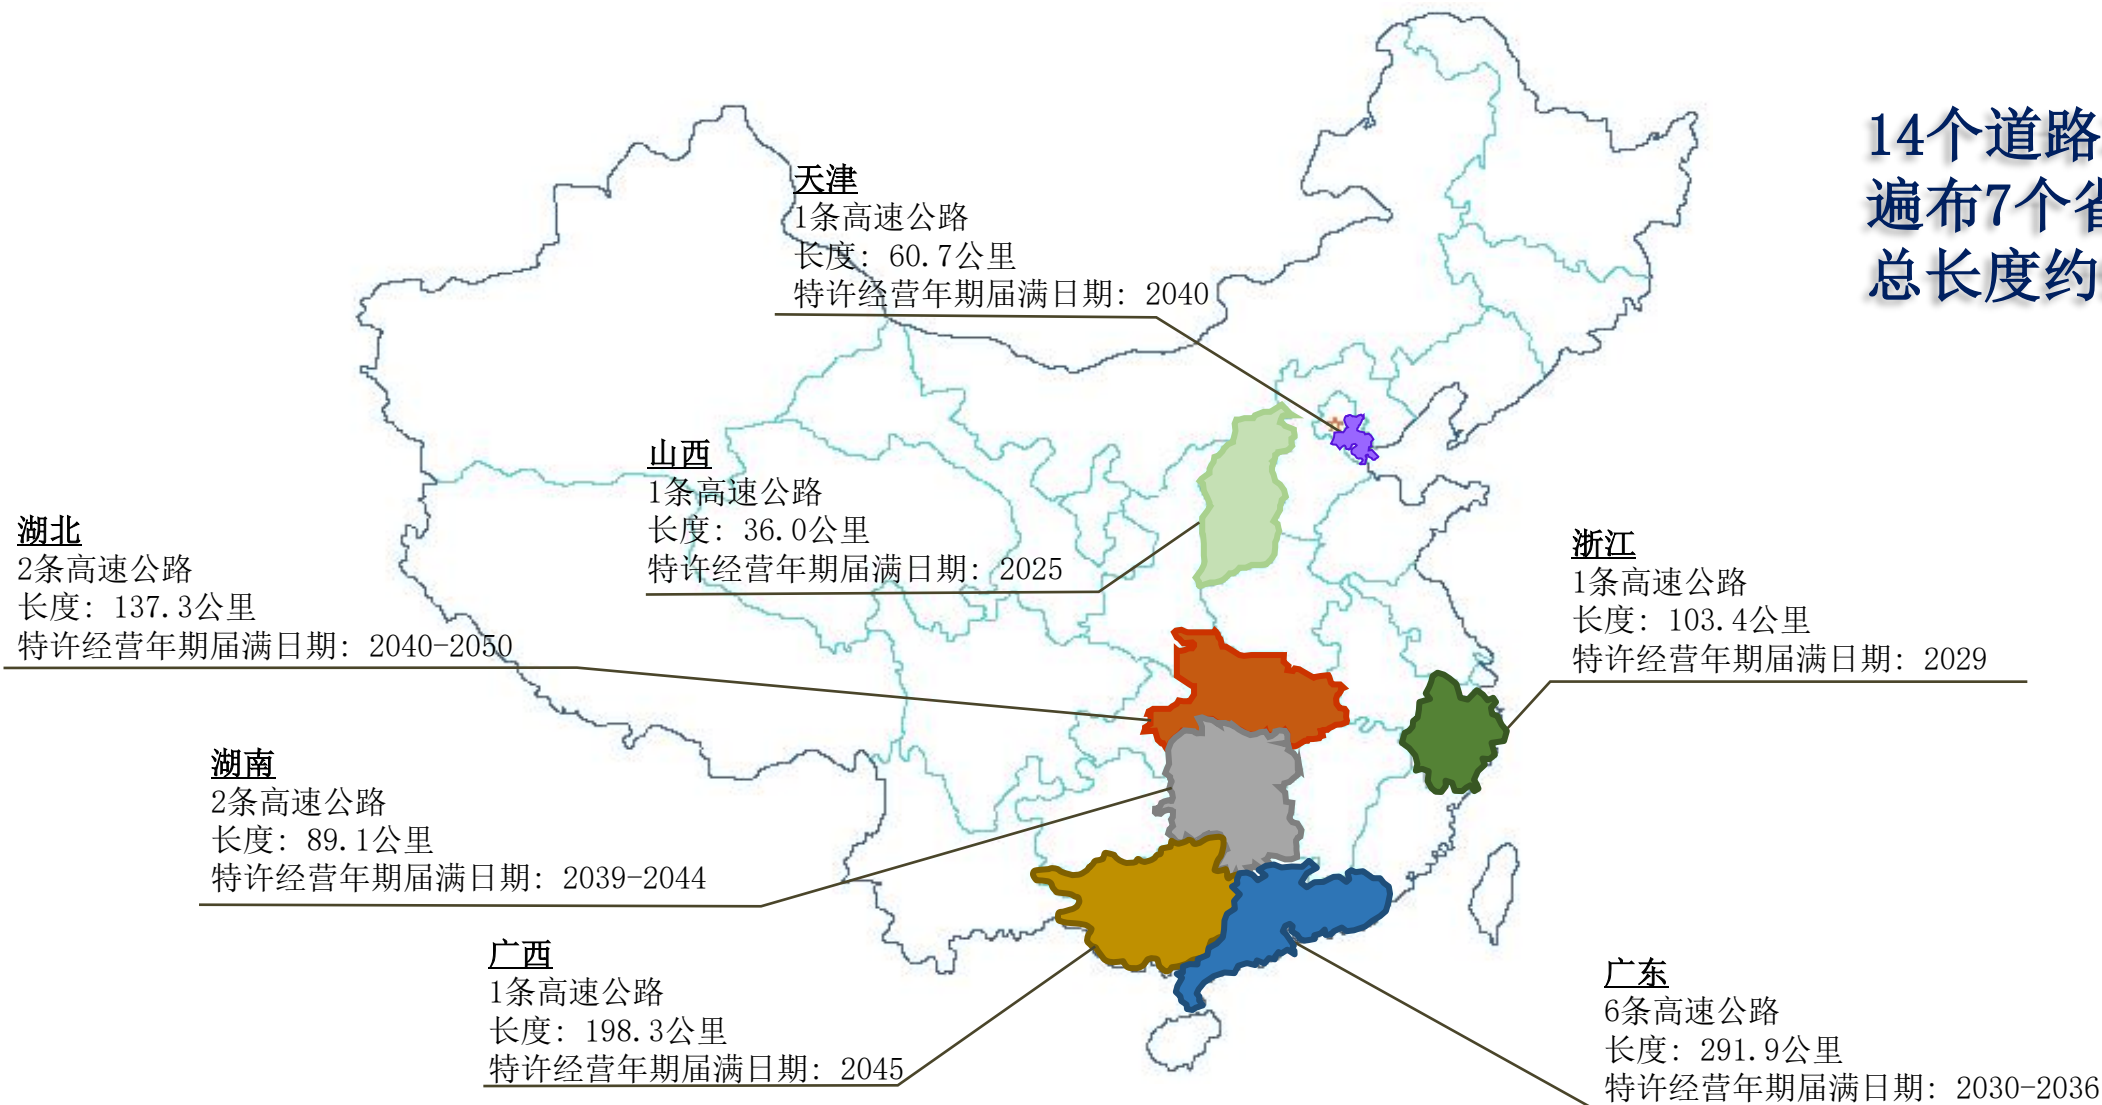 14个道路
遍布7个省
总长度约
天津
1条高速公路
长度: 60.7公里
特许经营年期届满日期: 2040
山西
1条高速公路
长度: 36.0公里
特许经营年期届满日期: 2025
湖北
2条高速公路
长度: 137.3公里
特许经营年期届满日期: 2040-2050
浙江
1条高速公路
长度: 103.4公里
特许经营年期届满日期: 2029
湖南
2条高速公路
长度: 89.1公里
特许经营年期届满日期: 2039-2044
广西
1条高速公路
长度: 198.3公里
特许经营年期届满日期: 2045
广东
6条高速公路
长度: 291.9公里
特许经营年期届满日期: 2030-2036